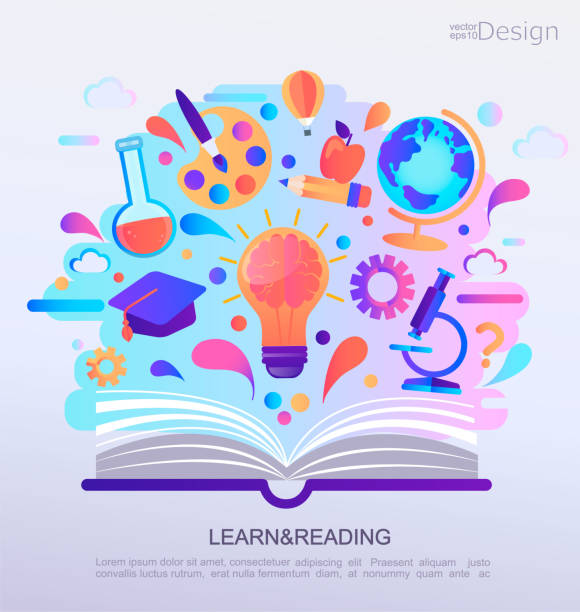 vector
eps10 Design
?
LEARN&READING
Lorem ipsum dolor sit amet, consectetur adipiscing elit  Praesent aliquam  justo
convallis luctus rutrum, erat nulla fermentum diam, at nonummy quam  ante ac